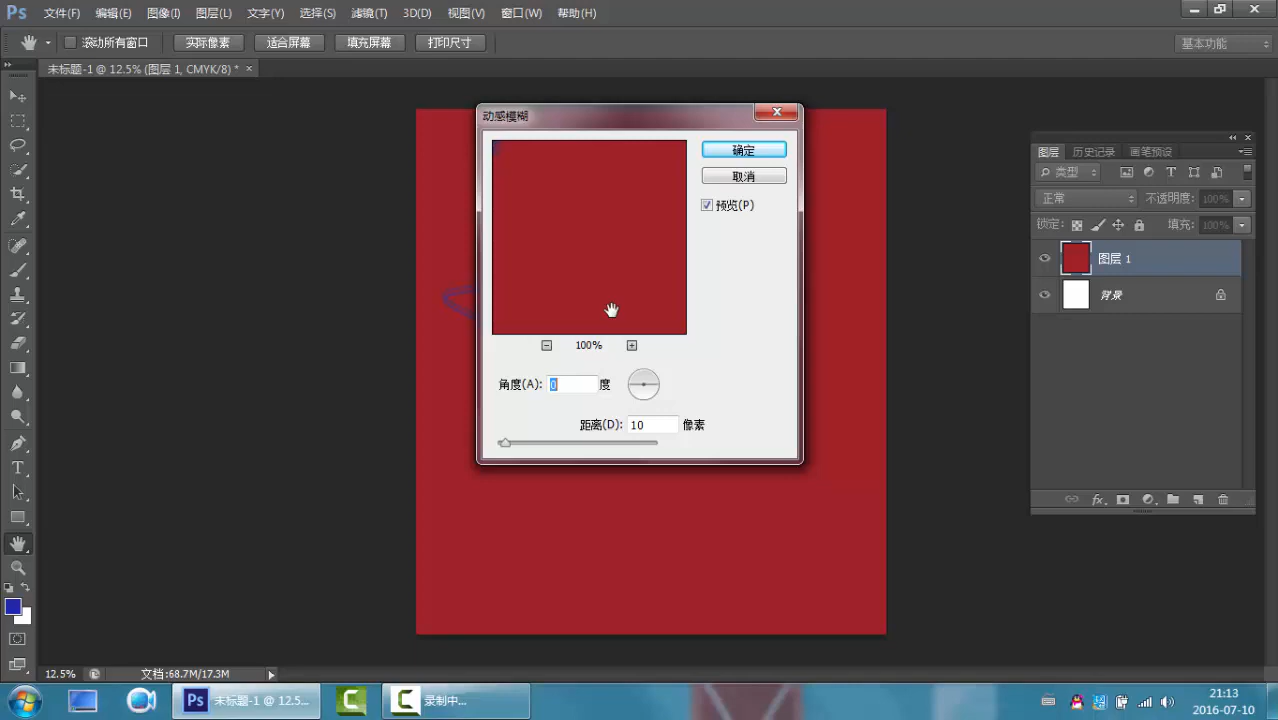 Ps 文件(F) 编辑(E) 图像(I) 图层(L) 文字(Y) 选择(S) 滤镜(T) 3D(D) 视图(V) 窗口(W) 帮助(H)
滚动所有窗口 实际像素 适合屏幕 填充屏幕 打印尺寸 基本功能
未标题-1 @ 12.5% (图层 1, CMYK/8) * ×
动感模糊
确定
取消
预览(P)
100%
角度(A): 0 度
距离(D): 10 像素
图层 历史记录 画笔预设
类型
正常 不透明度: 100%
锁定: 填充: 100%
图层 1
背景
12.5% 文档:68.7M/17.3M
Ps 未标题-1 @ 12.5... 录制中...
21:13
2016-07-10